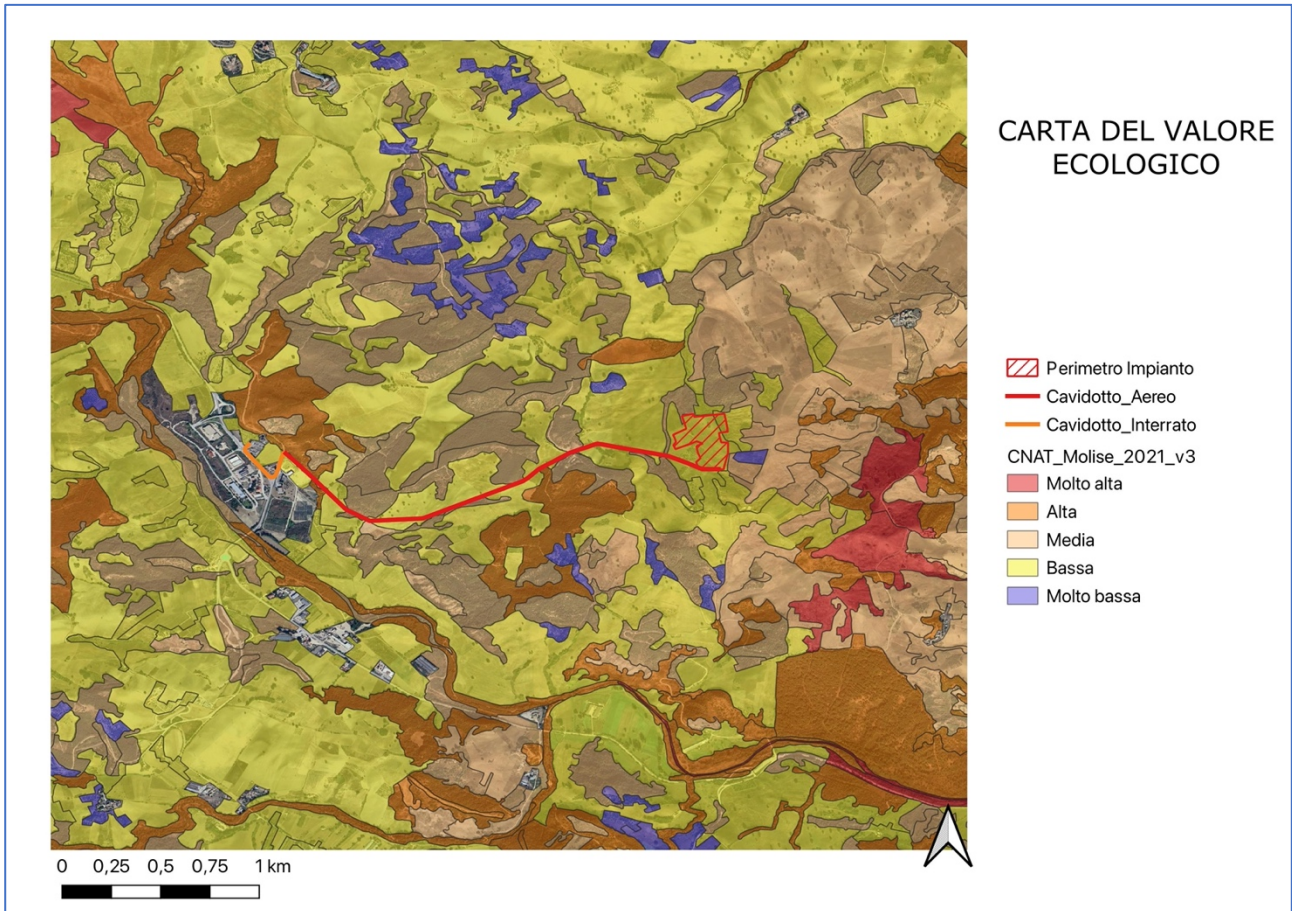 CARTA DEL VALORE
ECOLOGICO
Perimetro Impianto
Cavidotto_Aereo
Cavidotto_Interrato
CNAT_Molise_2021_v3
Molto alta
Alta
Media
Bassa
Molto bassa
0 0,25 0,5 0,75 1 km